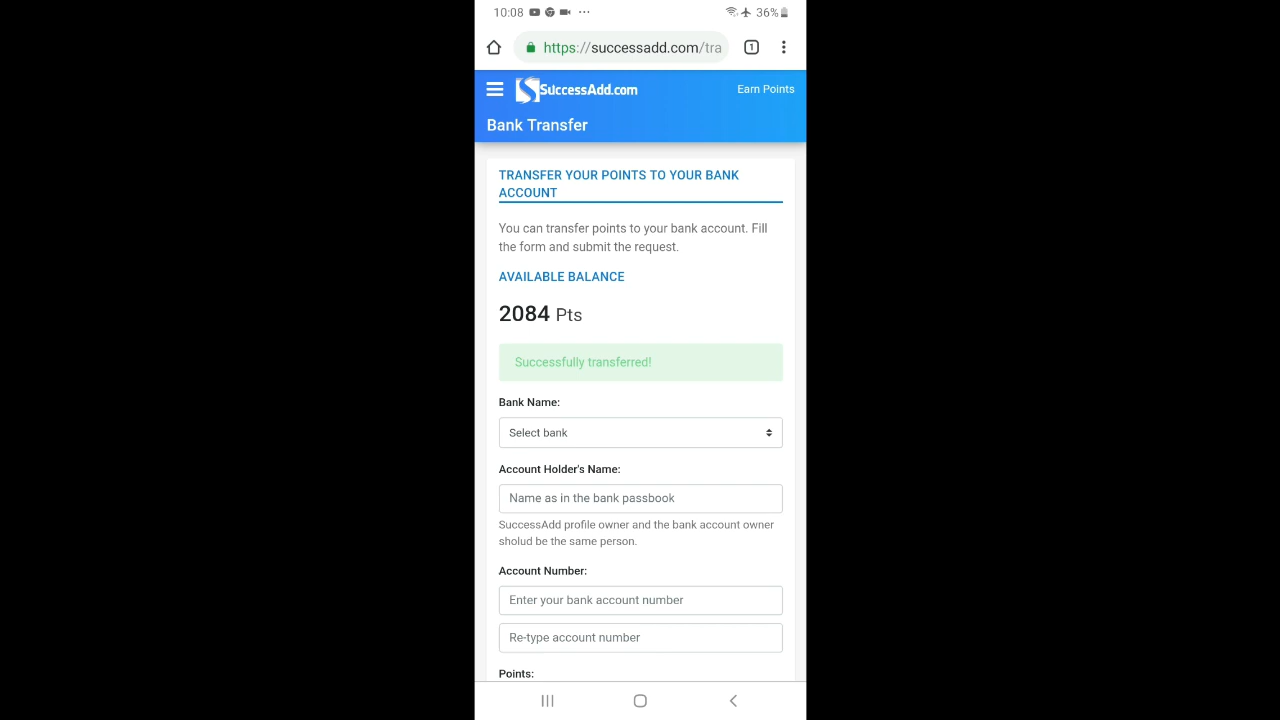 10:08 ... 36%
https://successadd.com/tra 1
SuccessAdd.com Earn Points
Bank Transfer
TRANSFER YOUR POINTS TO YOUR BANK
ACCOUNT
You can transfer points to your bank account. Fill
the form and submit the request.
AVAILABLE BALANCE
2084 Pts
Successfully transferred!
Bank Name:
Select bank
Account Holder's Name:
Name as in the bank passbook
SuccessAdd profile owner and the bank account owner
sholud be the same person.
Account Number:
Enter your bank account number
Re-type account number
Points: